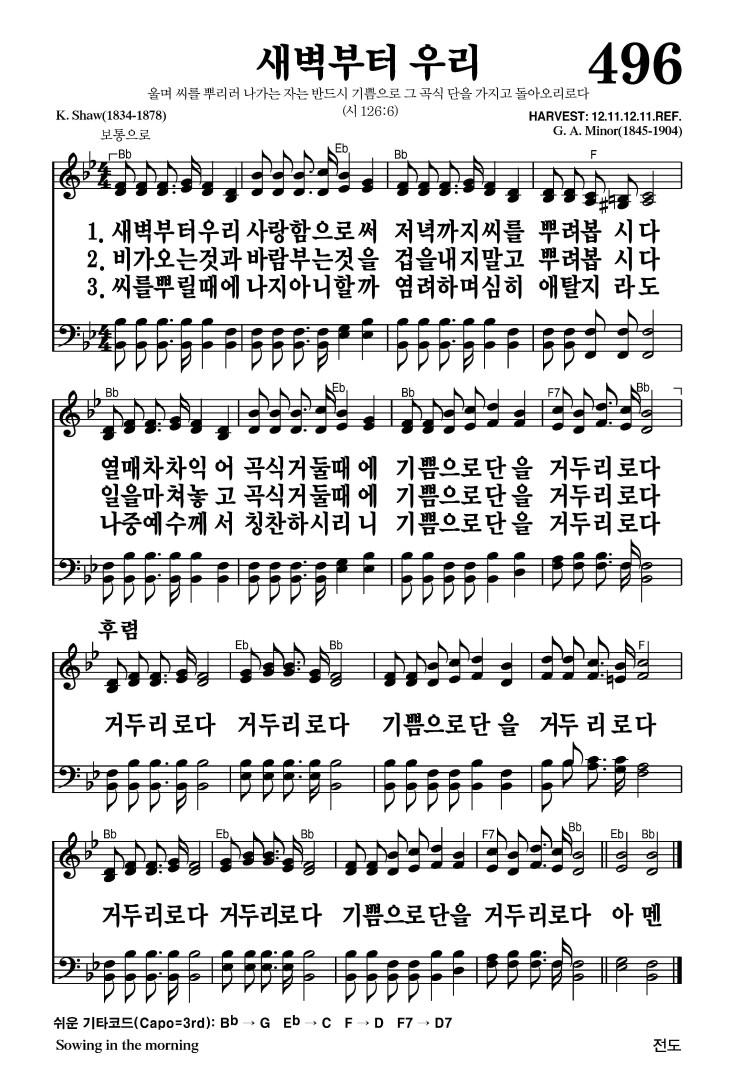 새벽부터 우리 496
울며 씨를 뿌리러 나가는 자는 반드시 기쁨으로 그 곡식 단을 가지고 돌아오리로다
(시 126:6)
K. Shaw(1834-1878) HARVEST: 12.11.12.11.REF.
보통으로 G. A. Minor(1845-1904)
Bb Eb Bb F
1. 새벽부터우리 사랑함으로써 저녁까지씨를 뿌려봅 시다
2. 비가오는것과 바람부는것을 겁을내지말고 뿌려봅 시다
3. 씨를뿌릴때에 나지아니할까 염려하며심히 애탈지 라도
Bb Eb Bb F7 Bb
열매차차익 어 곡식거둘때 에 기쁨으로단 을 거두리로다
일을마쳐놓 고 곡식거둘때 에 기쁨으로단 을 거두리로다
나중예수께 서 칭찬하시리 니 기쁨으로단 을 거두리로다
후렴
Eb Bb F
거두리로다 거두리로다 기쁨으로단 을 거두 리로다
Bb Eb Bb F7 Bb Eb Bb
거두리로다 거두리로다 기쁨으로단을 거두리로다 아 멘
쉬운 기타코드(Capo=3rd): Bb → G Eb → C F → D F7 → D7
Sowing in the morning 전도